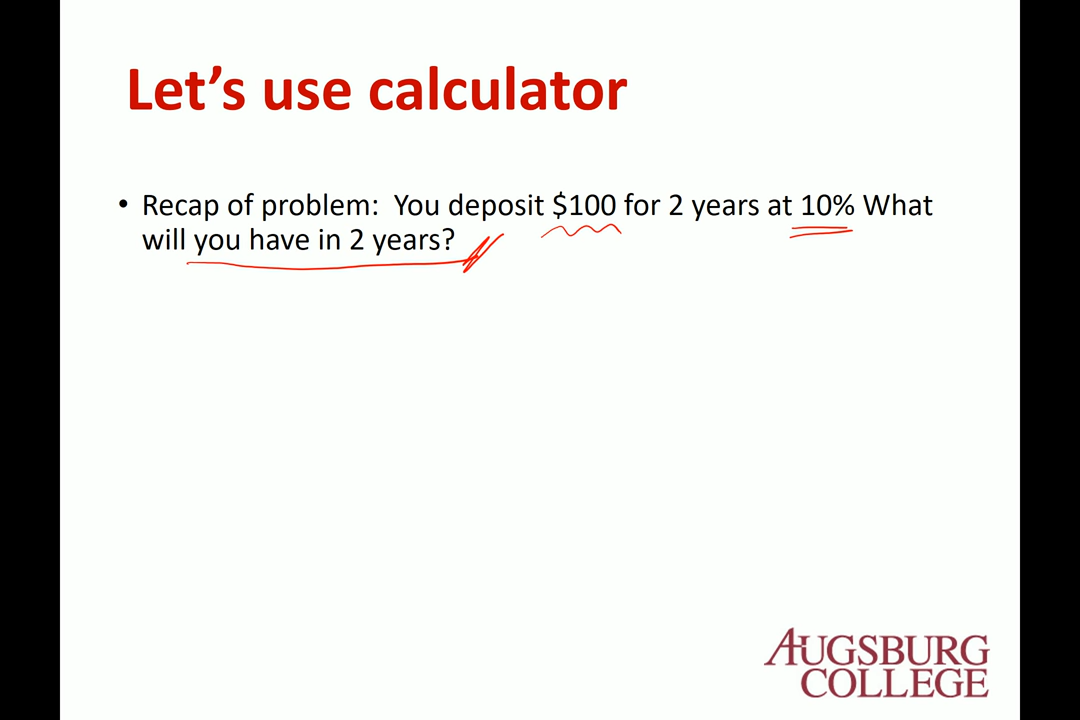 Let’s use calculator
• Recap of problem:  You deposit $100 for 2 years at 10% What
will you have in 2 years?
AUGSBURG
COLLEGE